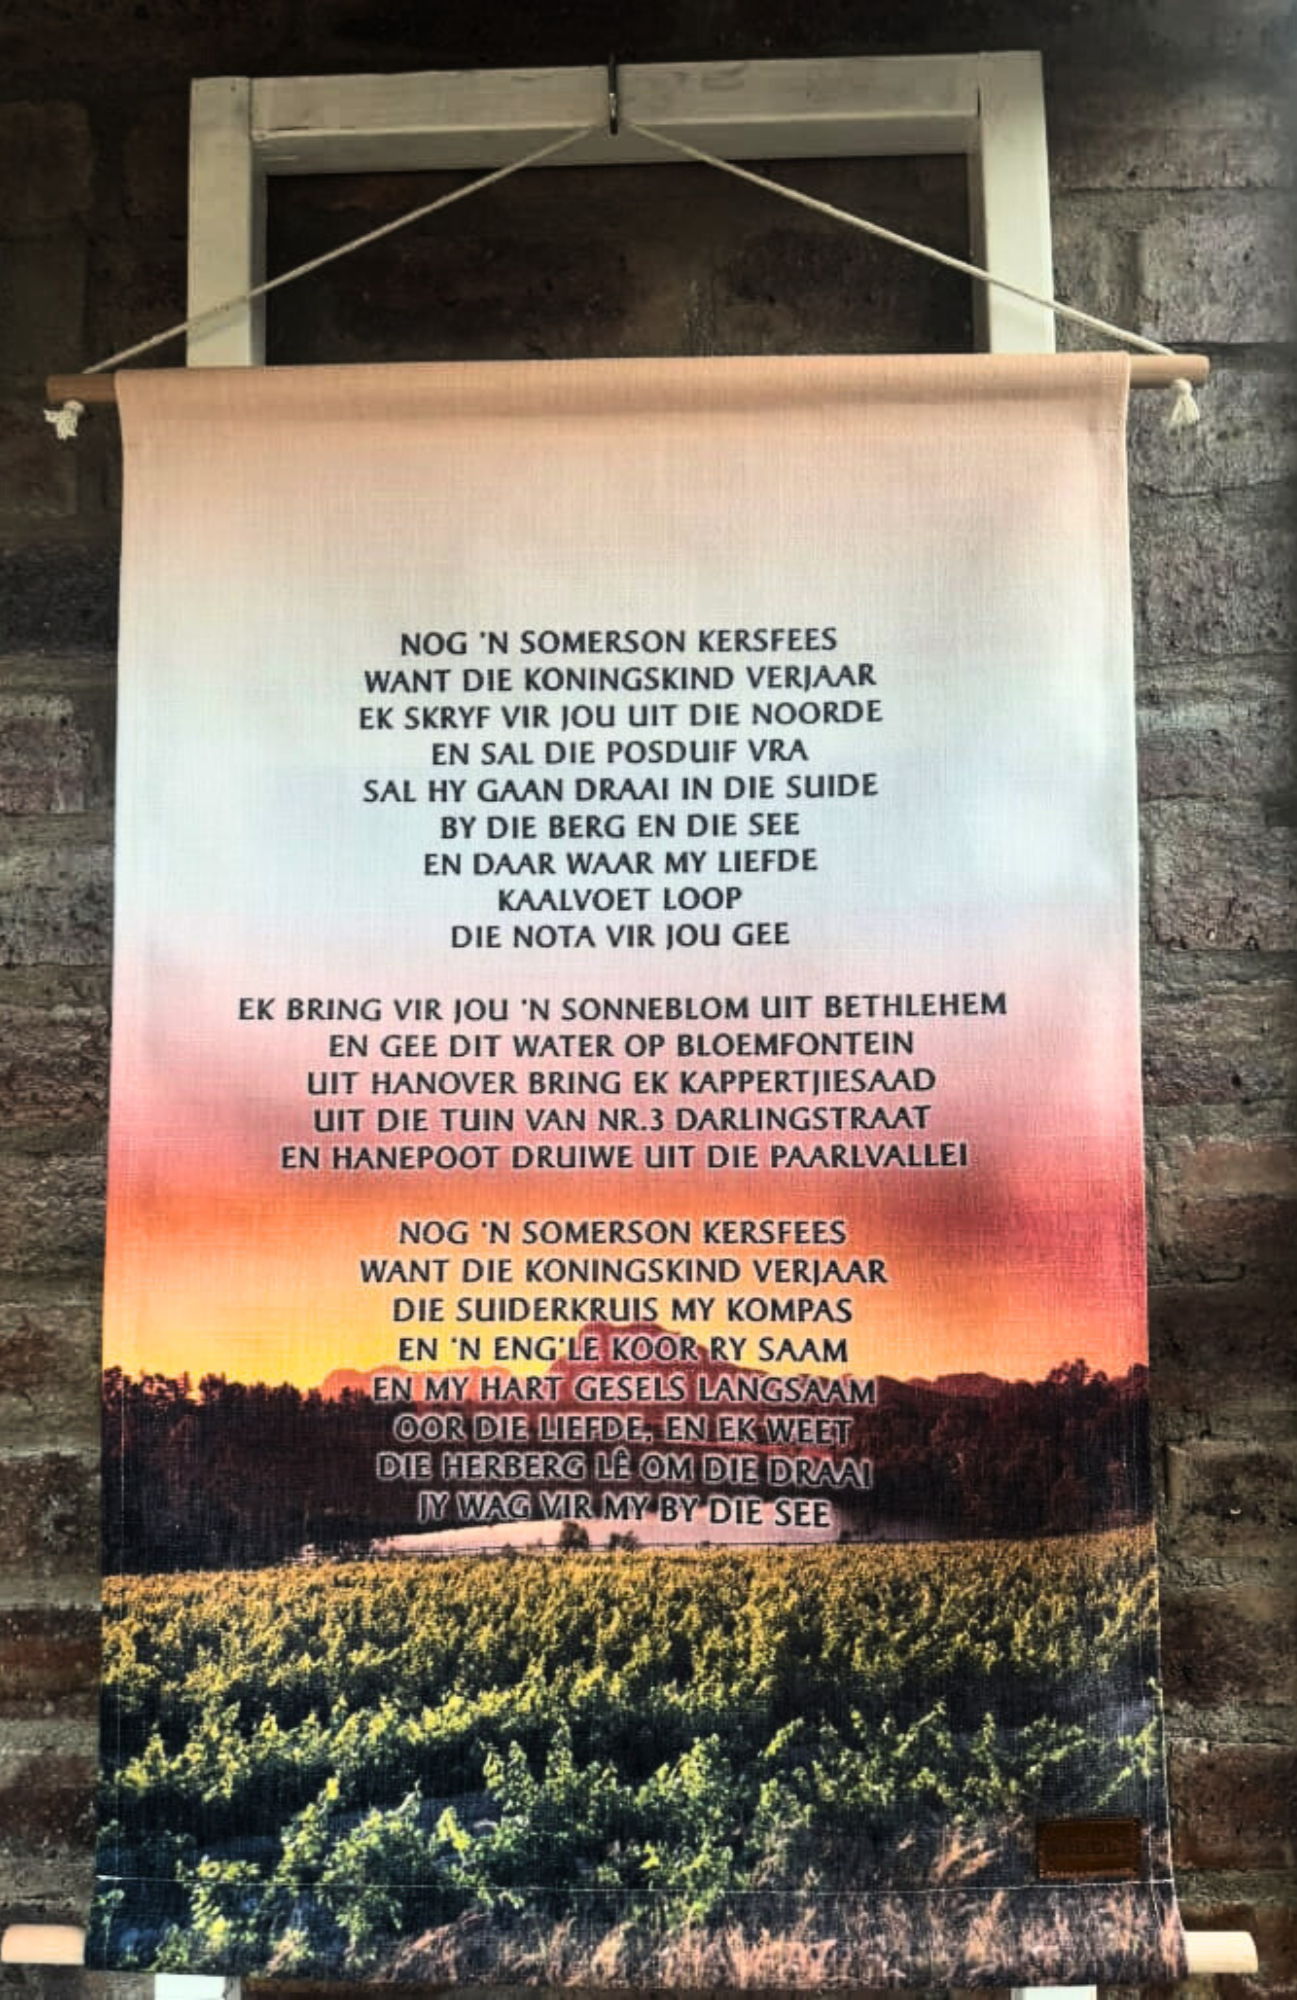 NOG 'N SOMERSON KERSFEES
WANT DIE KONINGSKIND VERJAAR
EK SKRYF VIR JOU UIT DIE NOORDE
EN SAL DIE POSDUIF VRA
SAL HY GAAN DRAAI IN DIE SUIDE
BY DIE BERG EN DIE SEE
EN DAAR WAAR MY LIEFDE
KAALVOET LOOP
DIE NOTA VIR JOU GEE
EK BRING VIR JOU 'N SONNEBLOM UIT BETHLEHEM
EN GEE DIT WATER OP BLOEMFONTEIN
UIT HANOVER BRING EK KAPPERTJIESAAD
UIT DIE TUIN VAN NR.3 DARLINGSTRAAT
EN HANEPOOT DRUIWE UIT DIE PAARLVALLEI
NOG 'N SOMERSON KERSFEES
WANT DIE KONINGSKIND VERJAAR
DIE SUIDERKRUIS MY KOMPAS
EN 'N ENG'LE KOOR RY SAAM
EN MY HART GESELS LANGSAAM
OOR DIE LIEFDE, EN EK WEET
DIE HERBERG LÊ OM DIE DRAAI
JY WAG VIR MY BY DIE SEE